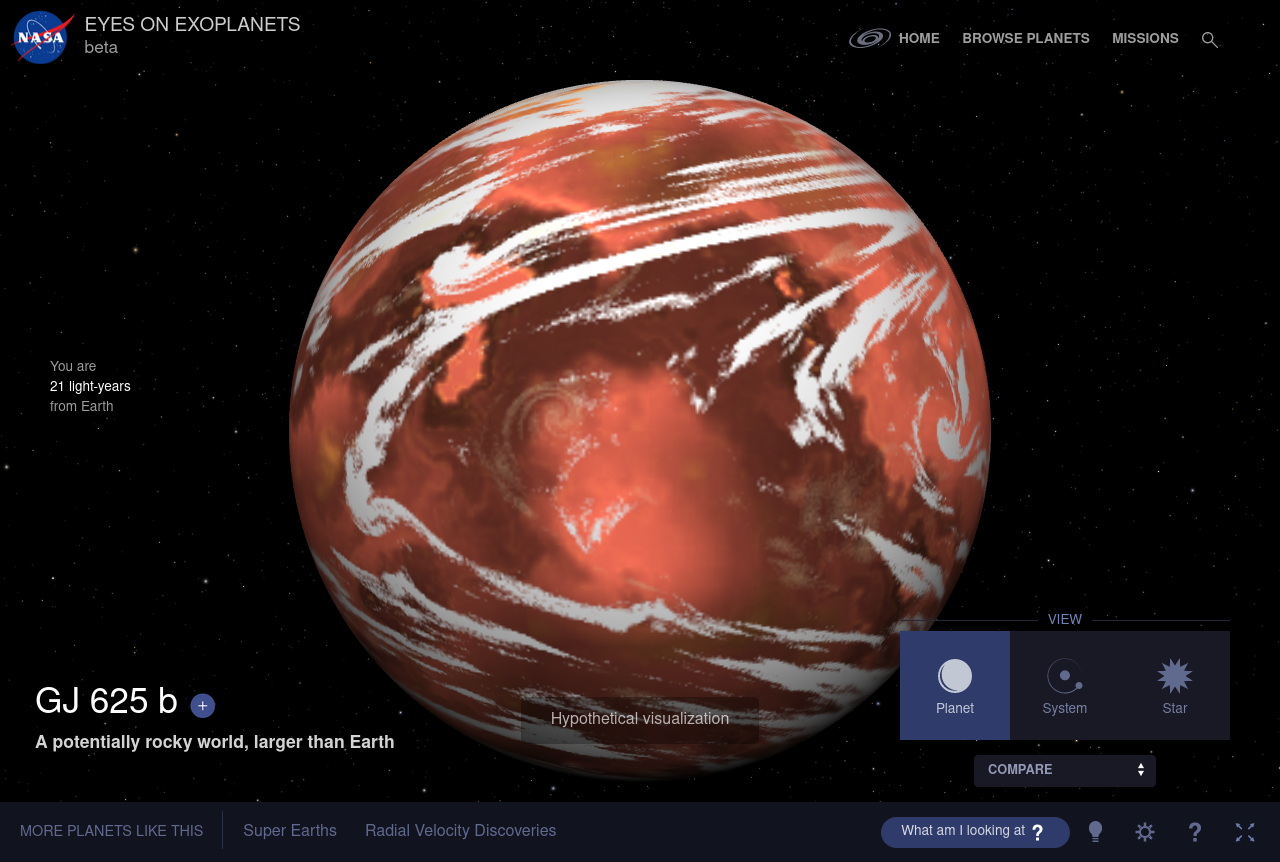 NASA
EYES ON EXOPLANETS
beta
HOME
BROWSE PLANETS
MISSIONS
You are
21 light-years
from Earth
GJ 625 b
+
A potentially rocky world, larger than Earth
Hypothetical visualization
VIEW
Planet
System
Star
COMPARE
MORE PLANETS LIKE THIS
Super Earths
Radial Velocity Discoveries
What am I looking at ?
?